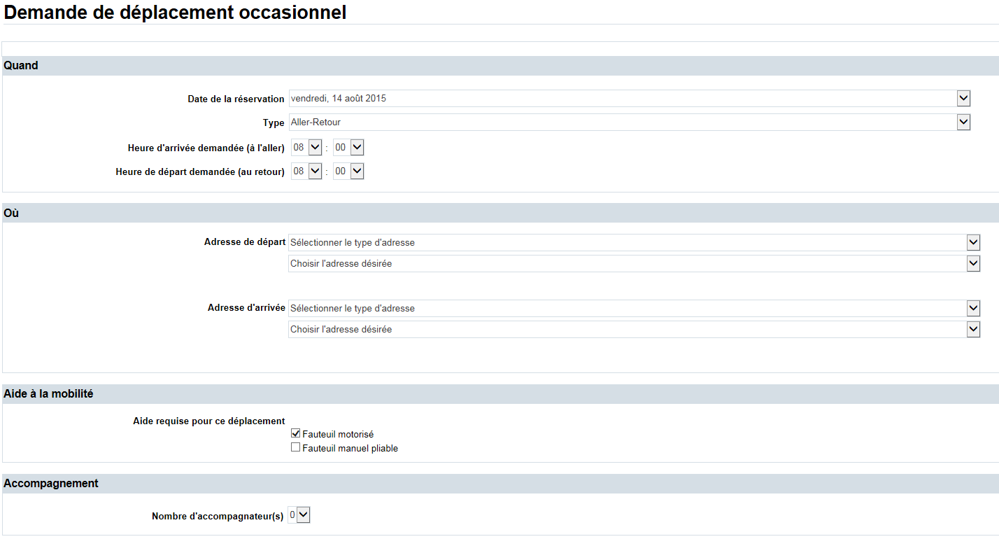 Demande de déplacement occasionnel
Quand
Date de la réservation vendredi, 14 août 2015
Type Aller-Retour
Heure d'arrivée demandée (à l'aller) 08 : 00
Heure de départ demandée (au retour) 08 : 00
Où
Adresse de départ Sélectionner le type d'adresse
Choisir l'adresse désirée
Adresse d'arrivée Sélectionner le type d'adresse
Choisir l'adresse désirée
Aide à la mobilité
Aide requise pour ce déplacement
Fauteuil motorisé
Fauteuil manuel pliable
Accompagnement
Nombre d'accompagnateur(s) 0